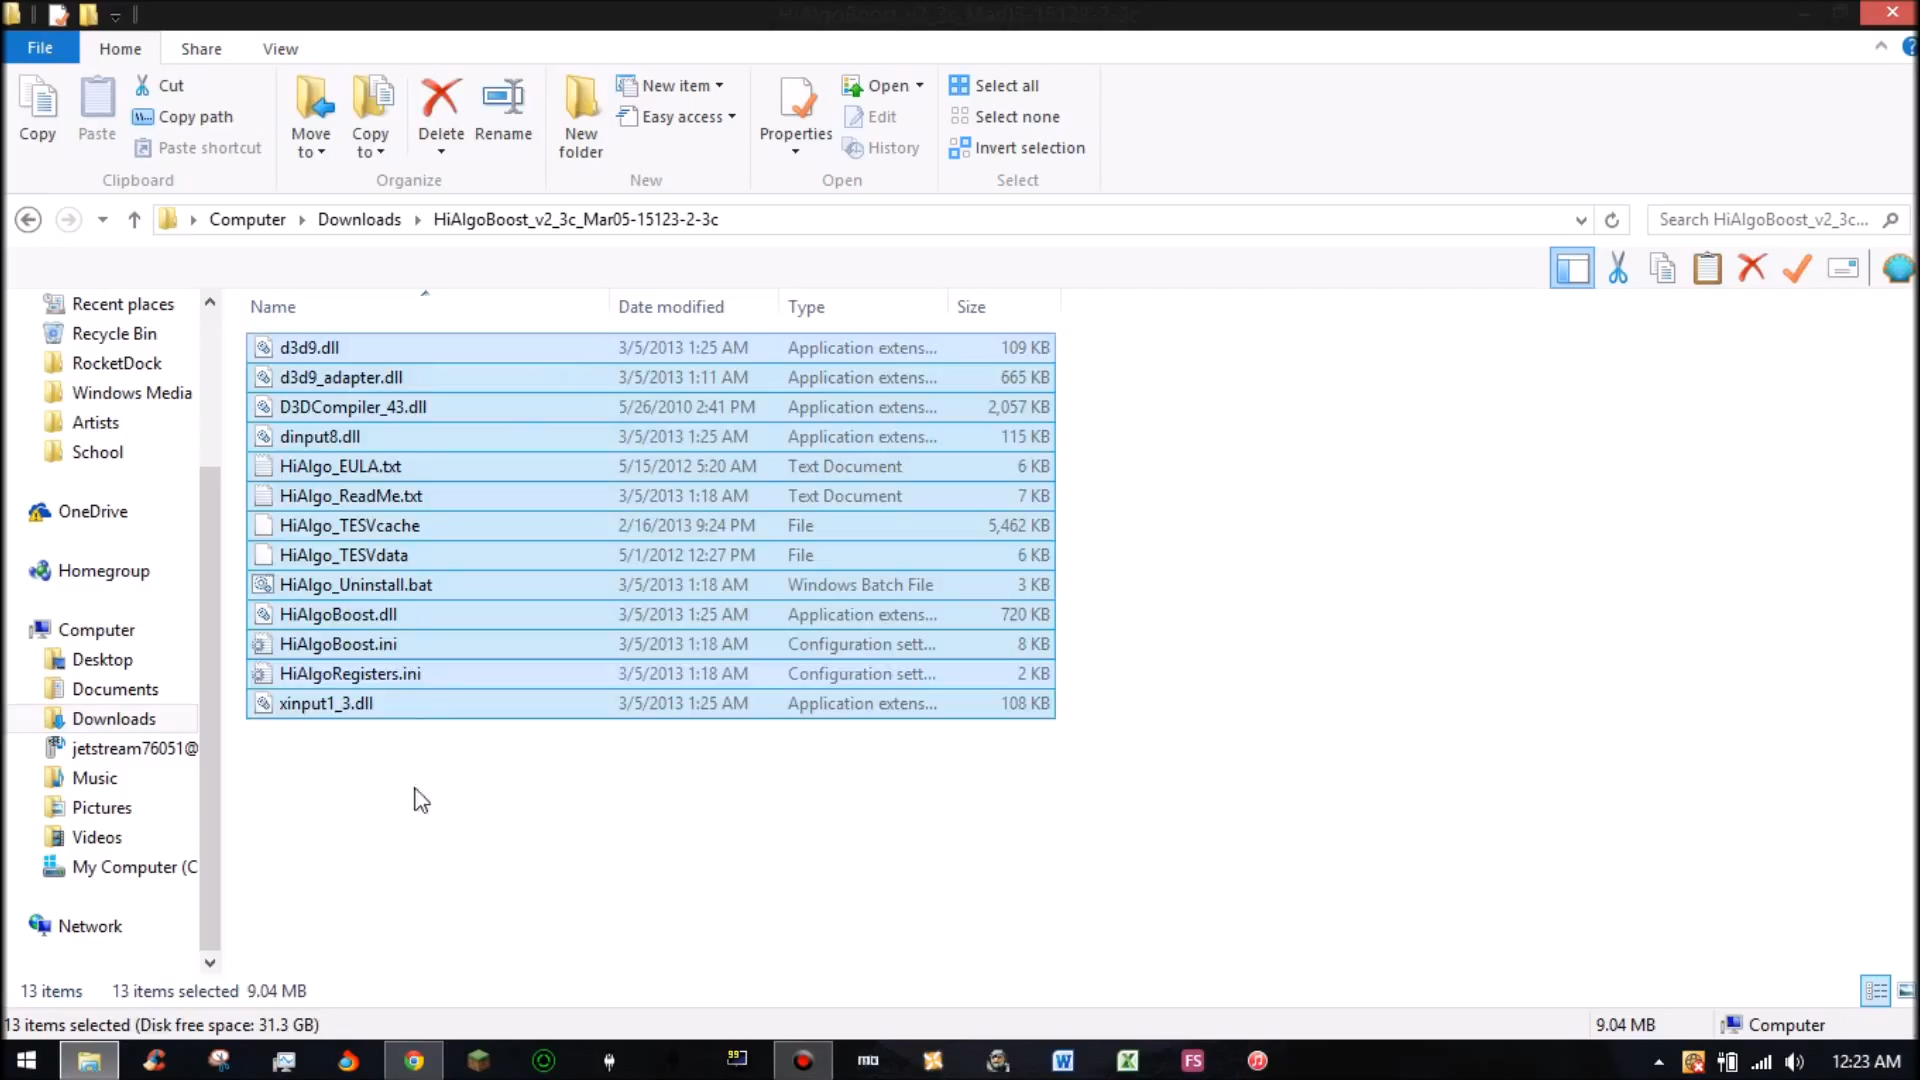 HiAlgoBoost_v2_3c_Mar05-15123-2-3c
File Home Share View
Copy
Paste
Cut
Copy path
Paste shortcut
Clipboard
Move to
Copy to
Delete
Rename
Organize
New folder
New item
Easy access
New
Properties
Open
Edit
History
Open
Select all
Select none
Invert selection
Select
Computer Downloads HiAlgoBoost_v2_3c_Mar05-15123-2-3c
Search HiAlgoBoost_v2_3c...
Recent places
Recycle Bin
RocketDock
Windows Media
Artists
School
OneDrive
Homegroup
Computer
Desktop
Documents
Downloads
jetstream76051@
Music
Pictures
Videos
My Computer (C
Network
Name Date modified Type Size
d3d9.dll 3/5/2013 1:25 AM Application extens... 109 KB
d3d9_adapter.dll 3/5/2013 1:11 AM Application extens... 665 KB
D3DCompiler_43.dll 5/26/2010 2:41 PM Application extens... 2,057 KB
dinput8.dll 3/5/2013 1:25 AM Application extens... 115 KB
HiAlgo_EULA.txt 5/15/2012 5:20 AM Text Document 6 KB
HiAlgo_ReadMe.txt 3/5/2013 1:18 AM Text Document 7 KB
HiAlgo_TESVcache 2/16/2013 9:24 PM File 5,462 KB
HiAlgo_TESVdata 5/1/2012 12:27 PM File 6 KB
HiAlgo_Uninstall.bat 3/5/2013 1:18 AM Windows Batch File 3 KB
HiAlgoBoost.dll 3/5/2013 1:25 AM Application extens... 720 KB
HiAlgoBoost.ini 3/5/2013 1:18 AM Configuration sett... 8 KB
HiAlgoRegisters.ini 3/5/2013 1:18 AM Configuration sett... 2 KB
xinput1_3.dll 3/5/2013 1:25 AM Application extens... 108 KB
13 items 13 items selected 9.04 MB
13 items selected (Disk free space: 31.3 GB) 9.04 MB Computer
99 mo W X FS 12:23 AM